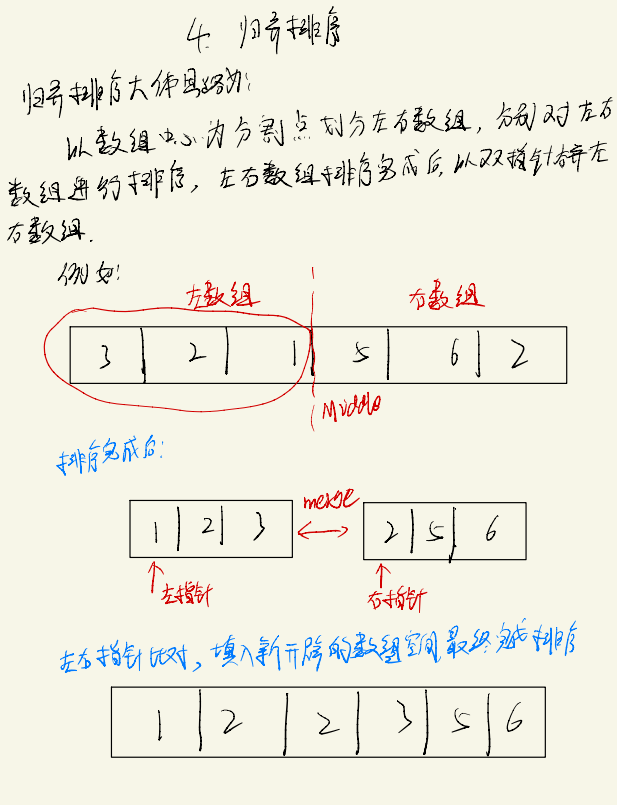 4. 归并排序
归并排序大体思路为:
以数组中心为分割点划分左右数组, 分别对左右
数组进行排序, 左右数组排序完成后, 以双指针合并左
右数组.
例如:
左数组 右数组
3 2 1 5 6 2
Middle
排序完成后:
merge
1 2 3 2 5 6
左指针 右指针
左右指针比对, 填入新开辟的数组空间,最终完成排序
1 2 2 3 5 6